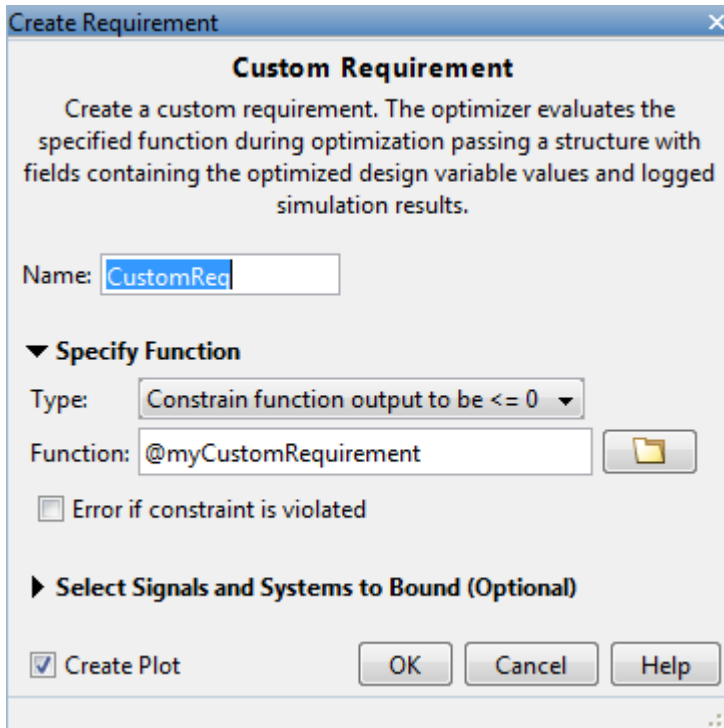 Create Requirement
Custom Requirement
Create a custom requirement. The optimizer evaluates the
specified function during optimization passing a structure with
fields containing the optimized design variable values and logged
simulation results.
Name: CustomReq
Specify Function
Type: Constrain function output to be <= 0
Function: @myCustomRequirement
Error if constraint is violated
Select Signals and Systems to Bound (Optional)
Create Plot OK Cancel Help